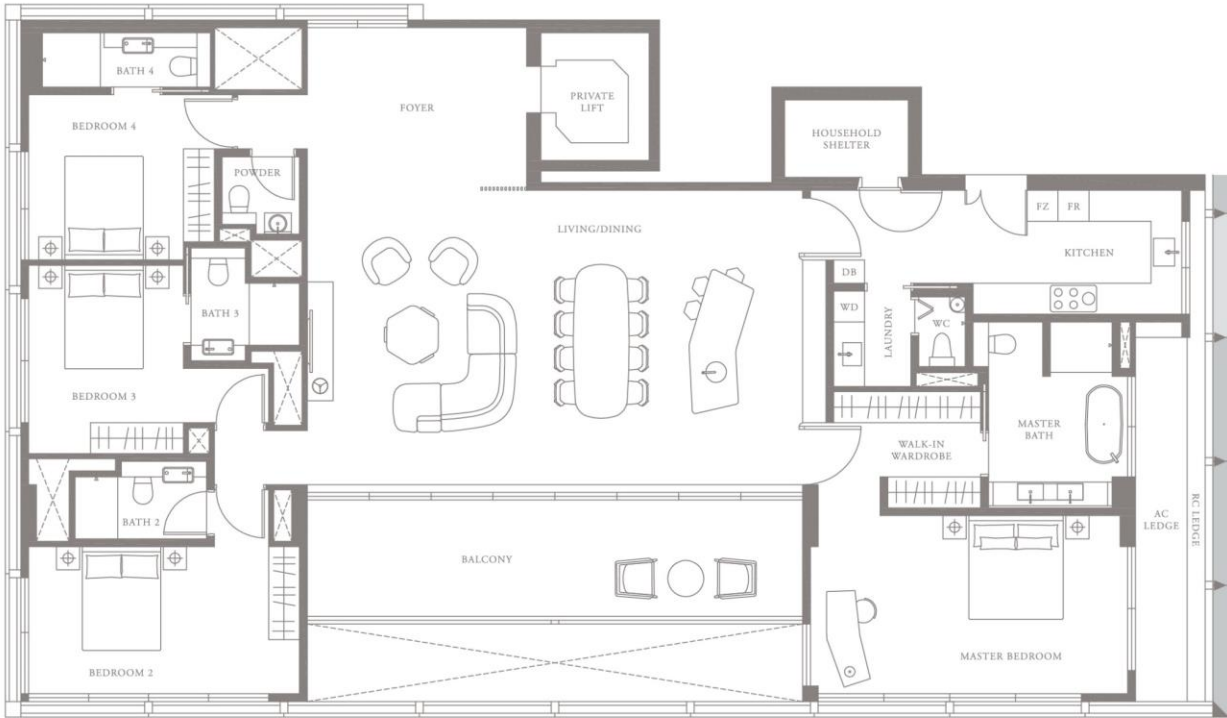 BATH 4
FOYER
PRIVATE
LIFT
BEDROOM 4
HOUSEHOLD
SHELTER
POWDER
FZ
FR
LIVING/DINING
KITCHEN
DB
WD
LAUNDRY
WC
BATH 3
BEDROOM 3
MASTER
BATH
WALK-IN
WARDROBE
BATH 2
AC
LEDGE
RC LEDGE
BALCONY
BEDROOM 2
MASTER BEDROOM